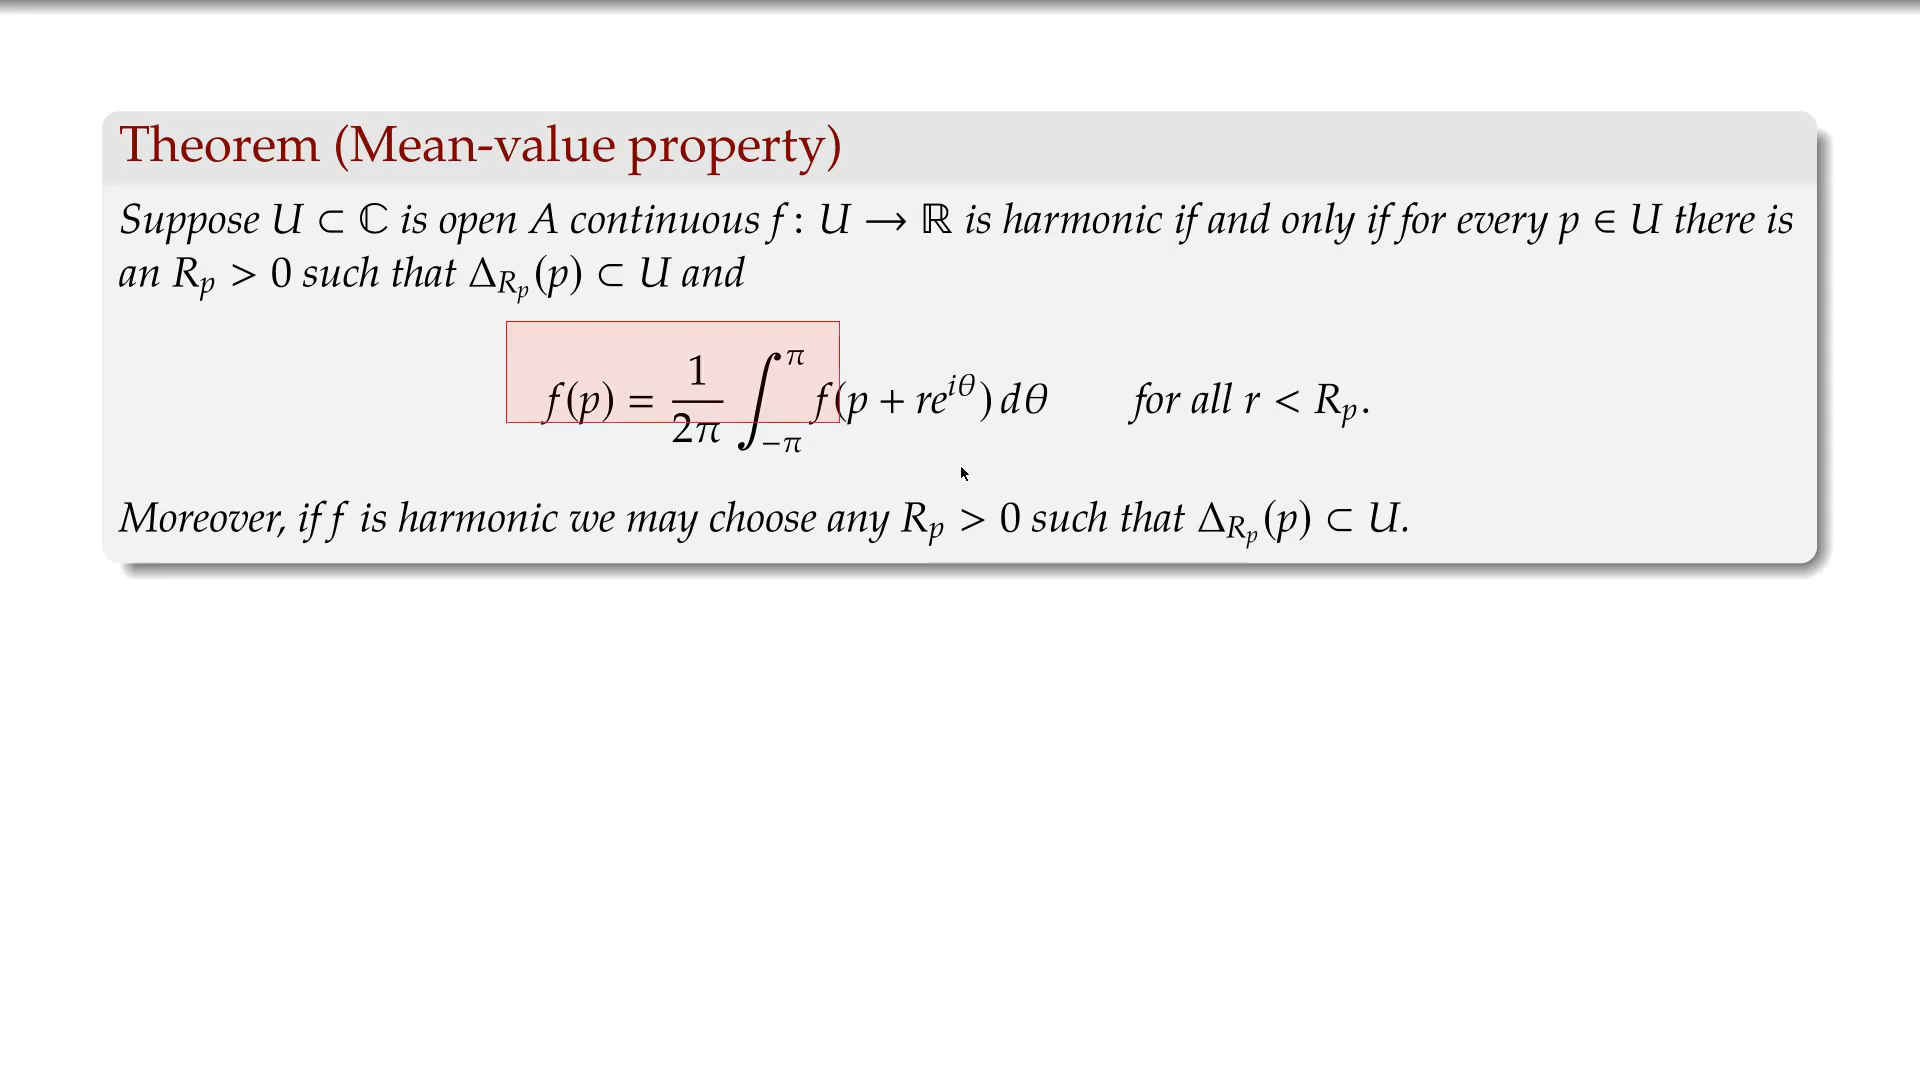 Theorem (Mean-value property)
Suppose U ⊂ ℂ is open A continuous f : U → ℝ is harmonic if and only if for every p ∈ U there is
an R_p > 0 such that Δ_{R_p}(p) ⊂ U and
f(p) = \frac{1}{2π} ∫_{-π}^{π} f(p + re^{iθ}) dθ for all r < R_p.
Moreover, if f is harmonic we may choose any R_p > 0 such that Δ_{R_p}(p) ⊂ U.